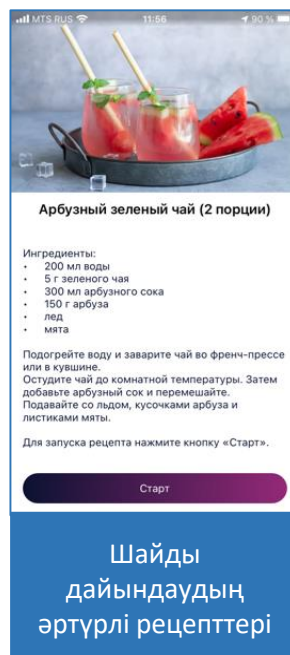 MTS RUS 11:56 90 %
Арбузный зеленый чай (2 порции)
Ингредиенты:
• 200 мл воды
• 5 г зеленого чая
• 300 мл арбузного сока
• 150 г арбуза
• лед
• мята
Подогрейте воду и заварите чай во френч-прессе
или в кувшине.
Остудите чай до комнатной температуры. Затем
добавьте арбузный сок и перемешайте.
Подавайте со льдом, кусочками арбуза и
листиками мяты.
Для запуска рецепта нажмите кнопку «Старт».
Старт
Шайды
дайындаудың
әртүрлі рецепттері